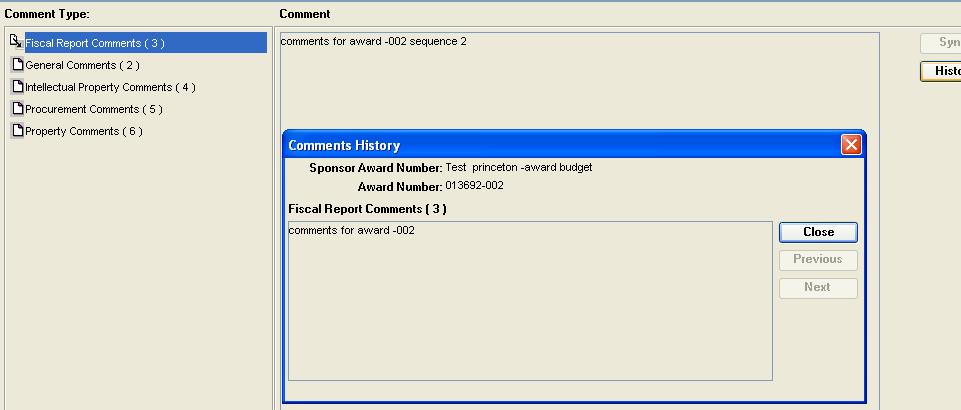 Comment Type:
Comment
Fiscal Report Comments ( 3 )
General Comments ( 2 )
Intellectual Property Comments ( 4 )
Procurement Comments ( 5 )
Property Comments ( 6 )
comments for award -002 sequence 2
Syn
Histo
Comments History
Sponsor Award Number: Test princeton -award budget
Award Number: 013692-002
Fiscal Report Comments ( 3 )
comments for award -002
Close
Previous
Next